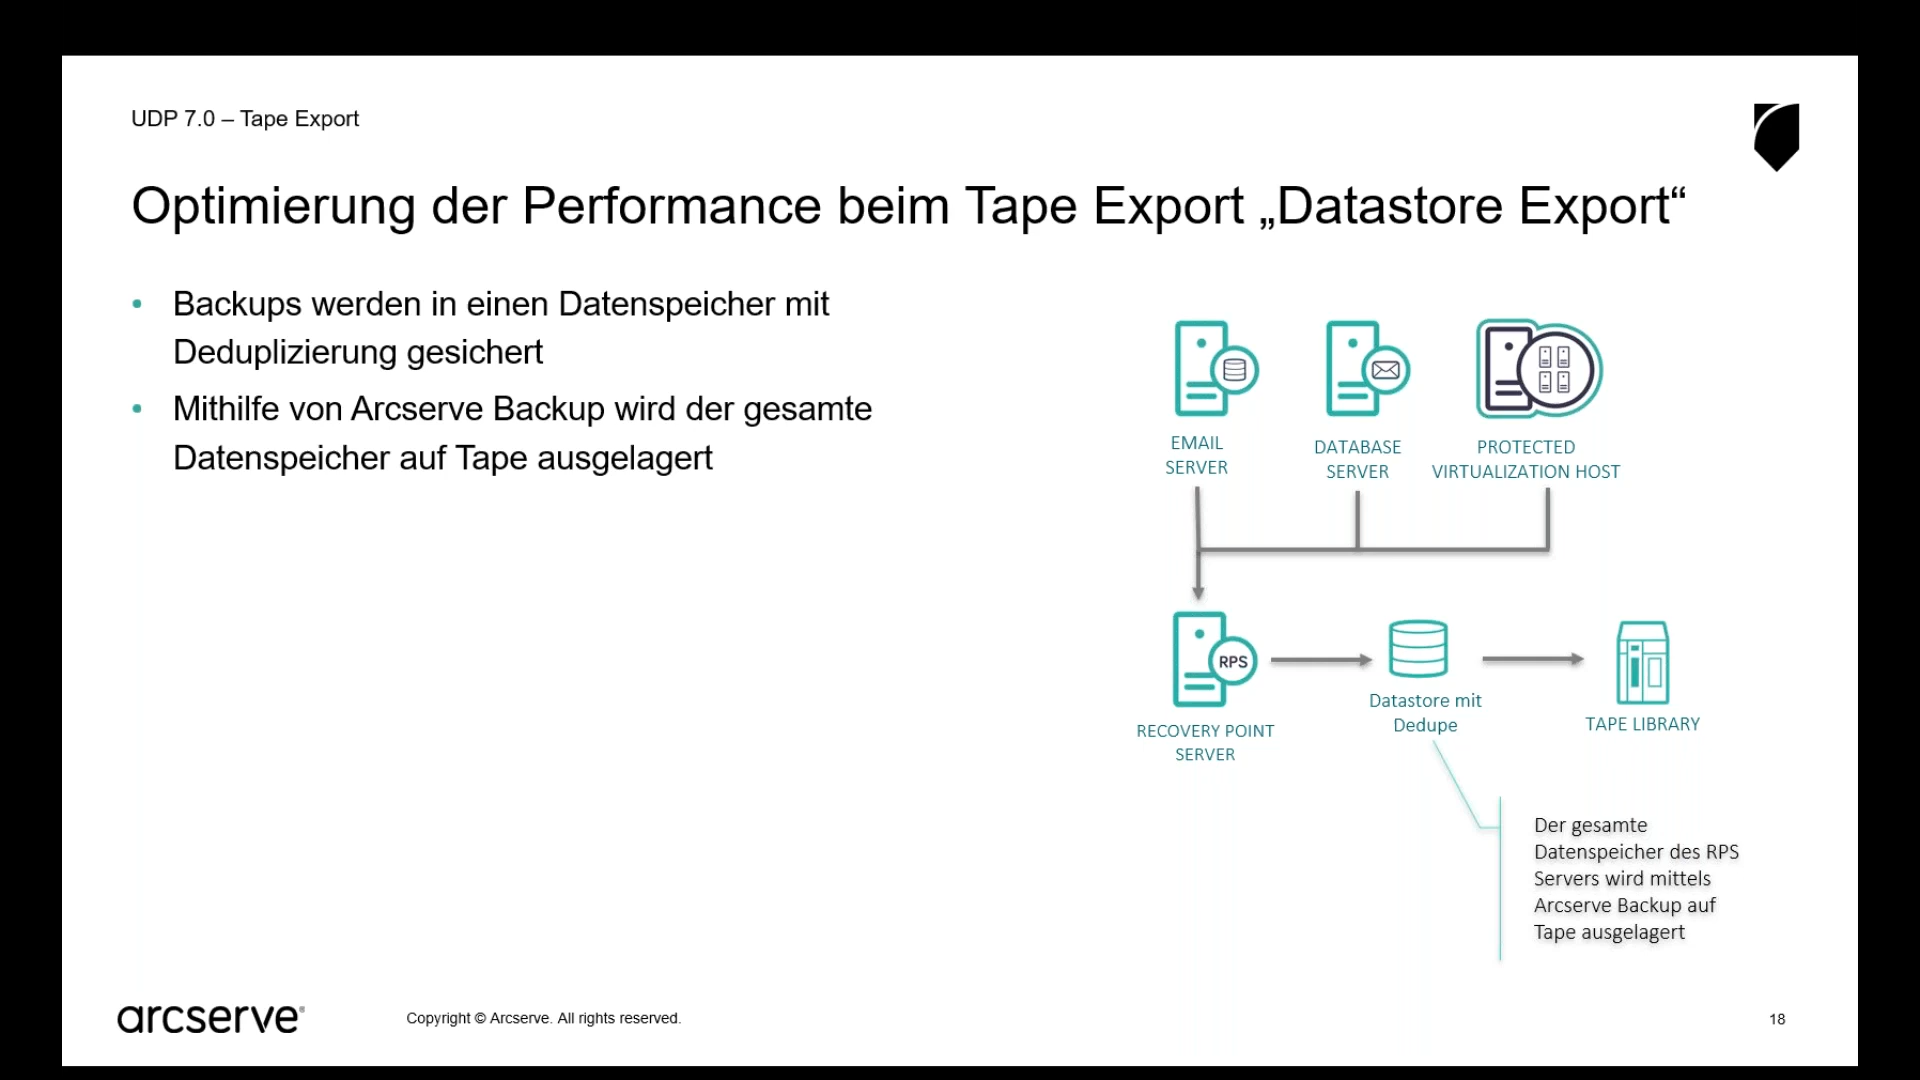 UDP 7.0 – Tape Export
Optimierung der Performance beim Tape Export „Datastore Export“
• Backups werden in einen Datenspeicher mit
Deduplizierung gesichert
• Mithilfe von Arcserve Backup wird der gesamte
Datenspeicher auf Tape ausgelagert
EMAIL
SERVER
DATABASE
SERVER
PROTECTED
VIRTUALIZATION HOST
RPS
RECOVERY POINT
SERVER
Datastore mit
Dedupe
TAPE LIBRARY
Der gesamte
Datenspeicher des RPS
Servers wird mittels
Arcserve Backup auf
Tape ausgelagert
arcserve®
Copyright © Arcserve. All rights reserved.
18